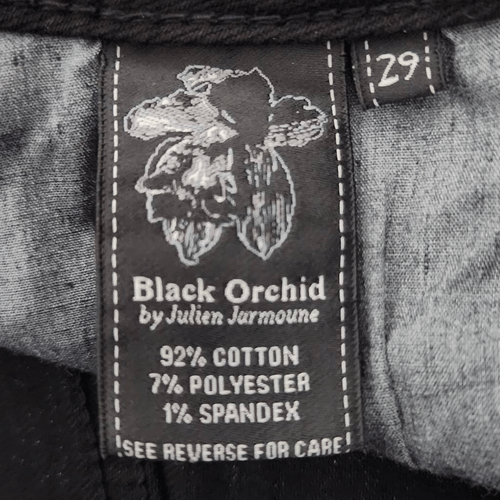 29
Black Orchid
by Julien Jarmoune
92% COTTON
7% POLYESTER
1% SPANDEX
SEE REVERSE FOR CARE